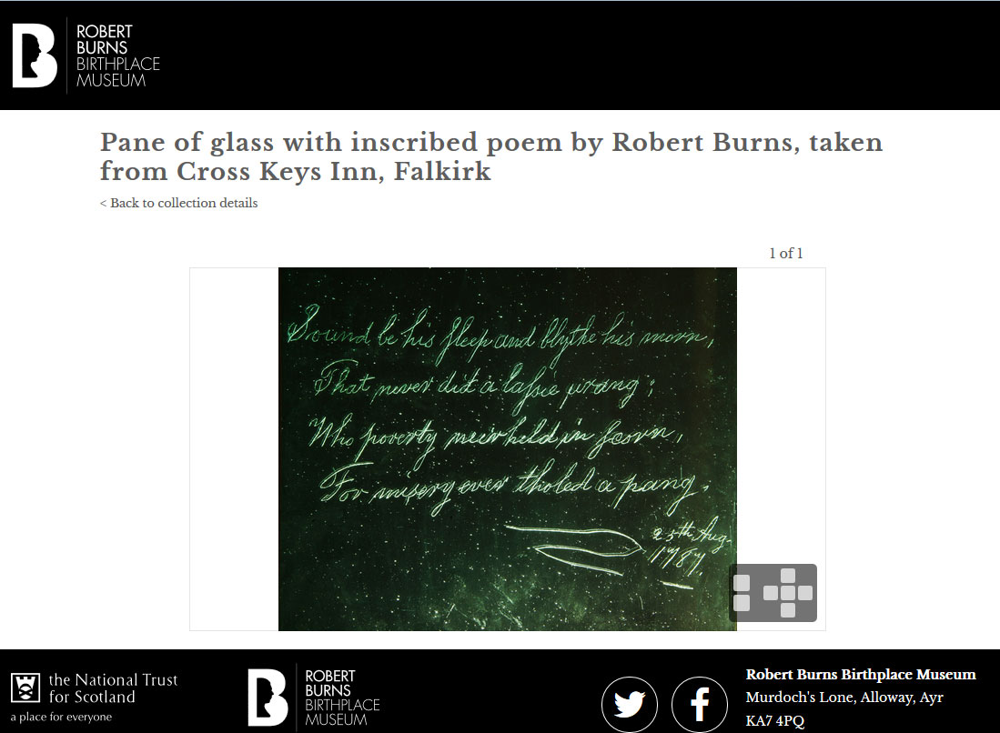 ROBERT
BURNS
BIRTHPLACE
MUSEUM
Pane of glass with inscribed poem by Robert Burns, taken
from Cross Keys Inn, Falkirk
< Back to collection details
1 of 1
Sound be his sleep and blythe his morn,
That never did a lassie wrang;
Who poverty ne'er held in scorn,
For misery ever tholed a pang.
25th Aug.
1787.
the National Trust
for Scotland
a place for everyone
ROBERT
BURNS
BIRTHPLACE
MUSEUM
Robert Burns Birthplace Museum
Murdoch's Lone, Alloway, Ayr
KA7 4PQ